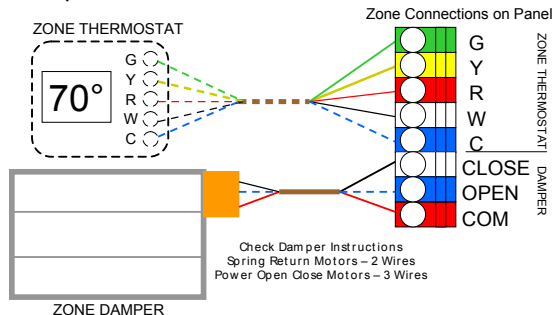 Zone Connections on Panel
ZONE THERMOSTAT
G
Y
R
W
C
70°
G
Y
R
W
C
CLOSE
OPEN
COM
ZONE THERMOSTAT
DAMPER
Check Damper Instructions
Spring Return Motors – 2 Wires
Power Open Close Motors – 3 Wires
ZONE DAMPER